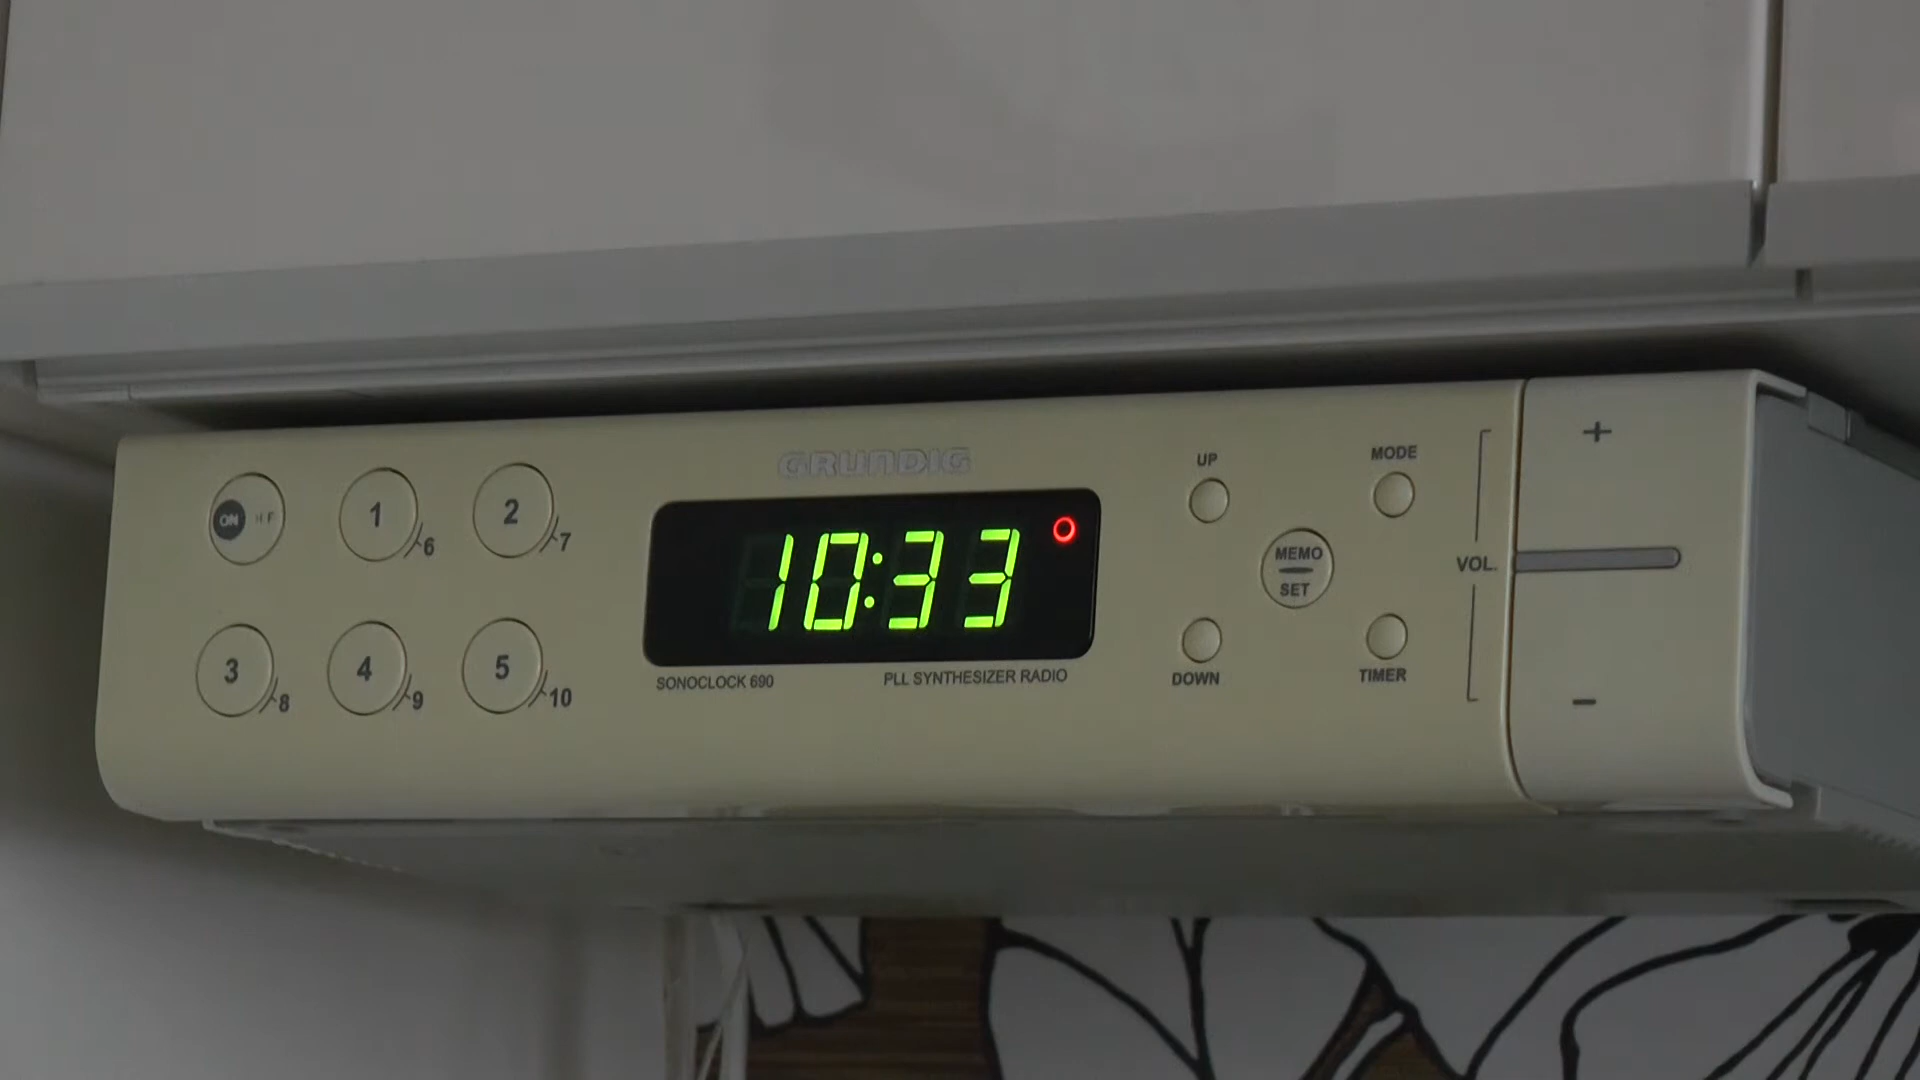 GRUNDIG
ON
1 6
2 7
3 8
4 9
5 10
10:33
SONOCLOCK 690
PLL SYNTHESIZER RADIO
UP
MODE
MEMO
SET
DOWN
TIMER
VOL.
+
-